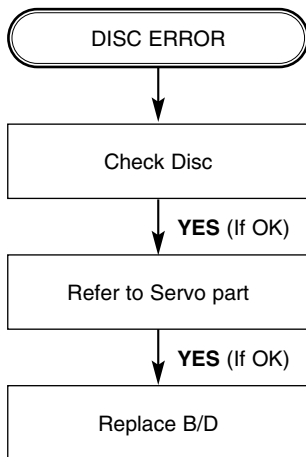 DISC ERROR
Check Disc
YES (If OK)
Refer to Servo part
YES (If OK)
Replace B/D